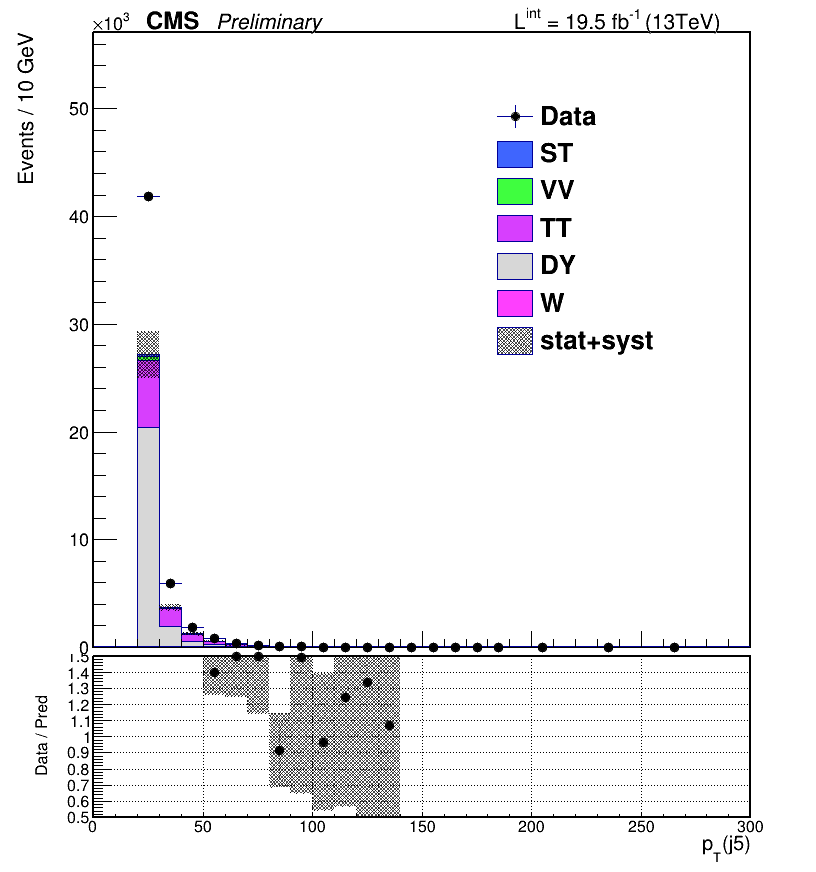 ×10³ CMS Preliminary L^int = 19.5 fb⁻¹ (13TeV)
Events / 10 GeV
50
40
30
20
10
0
Data
ST
VV
TT
DY
W
stat+syst
Data / Pred
1.5
1.4
1.3
1.2
1.1
1
0.9
0.8
0.7
0.6
0.5
0 50 100 150 200 250 300
p_T(j5)